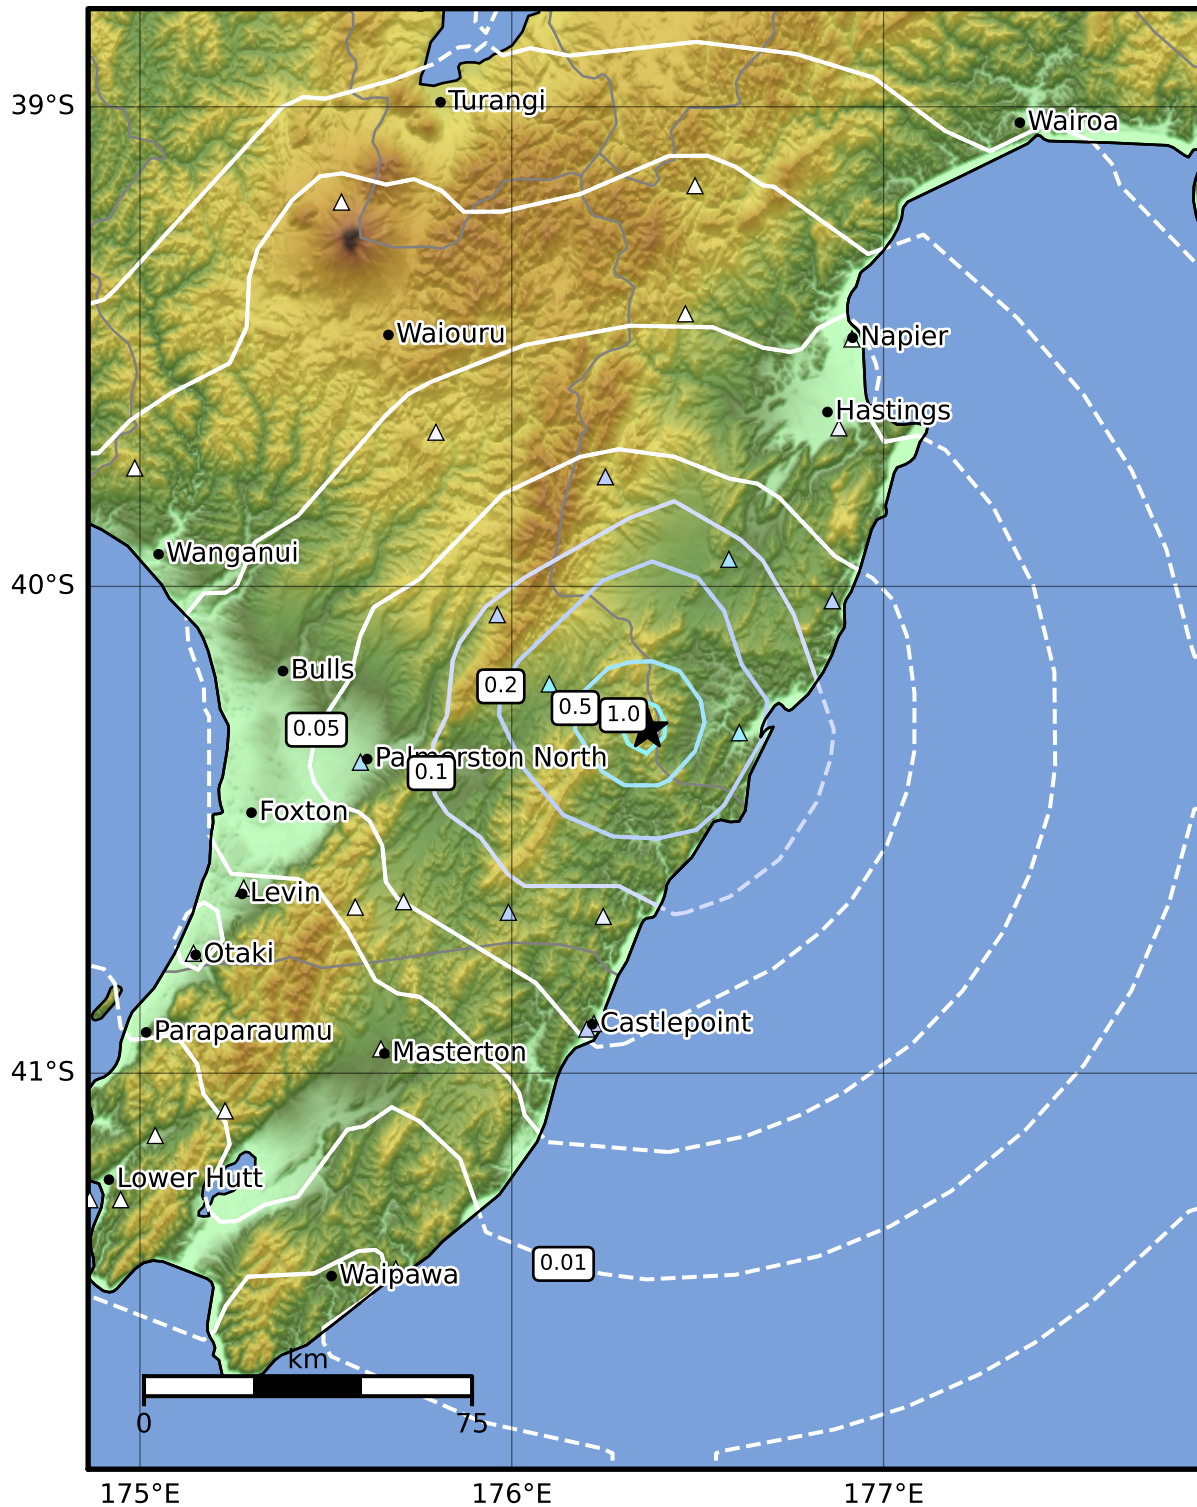 39°S
Turangi
Wairoa
Waiouru
Napier
Hastings
Wanganui
40°S
Bulls
0.2
0.5
1.0
0.05
Palmerston North
0.1
Foxton
Levin
Otaki
Castlepoint
Paraparaumu
Masterton
41°S
Lower Hutt
0.01
Waipawa
km
0
75
175°E
176°E
177°E